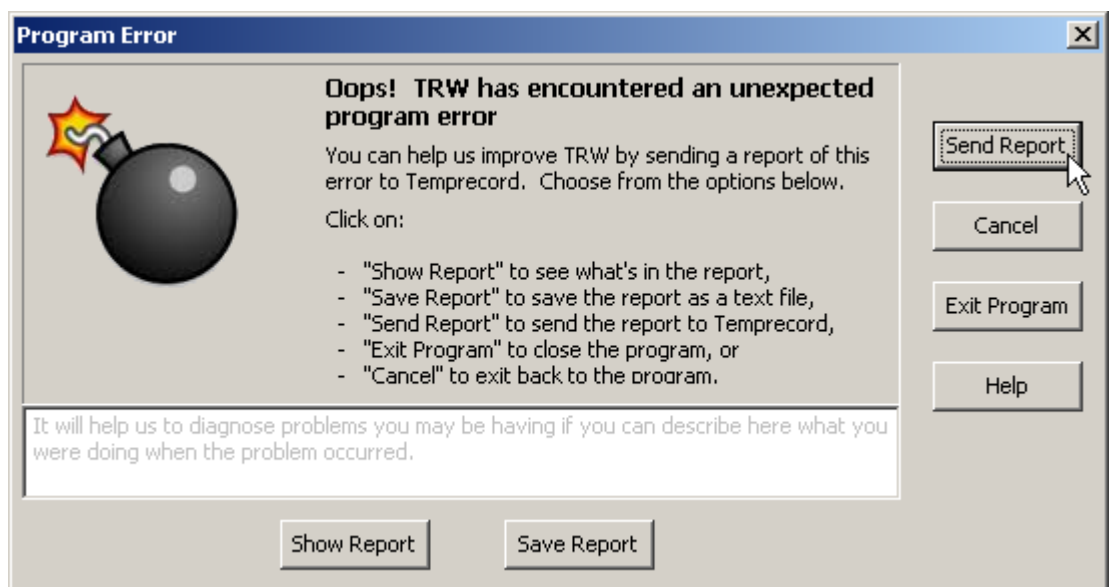 Program Error
Oops! TRW has encountered an unexpected
program error
You can help us improve TRW by sending a report of this
error to Temprecord. Choose from the options below.
Click on:
- "Show Report" to see what's in the report,
- "Save Report" to save the report as a text file,
- "Send Report" to send the report to Temprecord,
- "Exit Program" to close the program, or
- "Cancel" to exit back to the program.
It will help us to diagnose problems you may be having if you can describe here what you
were doing when the problem occurred.
Send Report
Cancel
Exit Program
Help
Show Report
Save Report